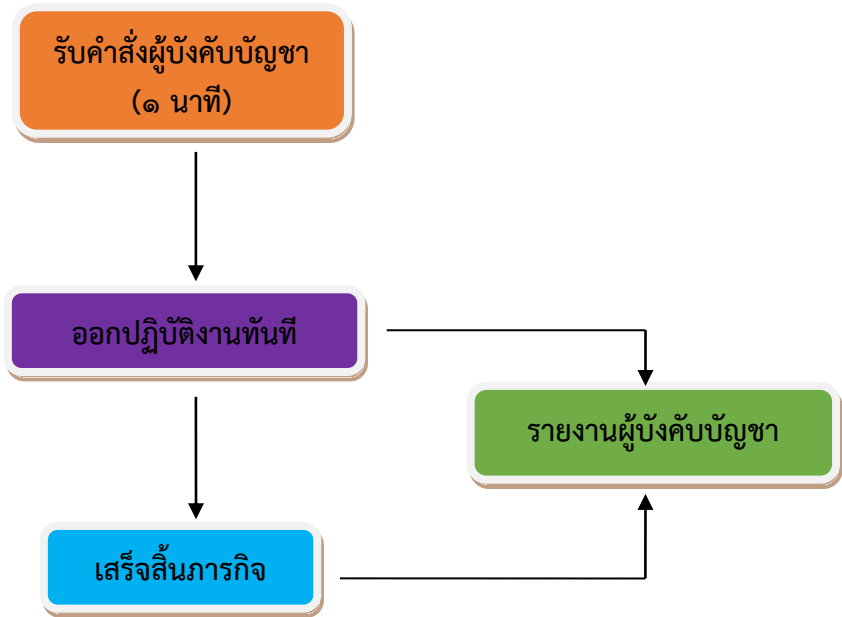 รับคำสั่งผู้บังคับบัญชา
(๑ นาที)
ออกปฏิบัติงานทันที
รายงานผู้บังคับบัญชา
เสร็จสิ้นภารกิจ